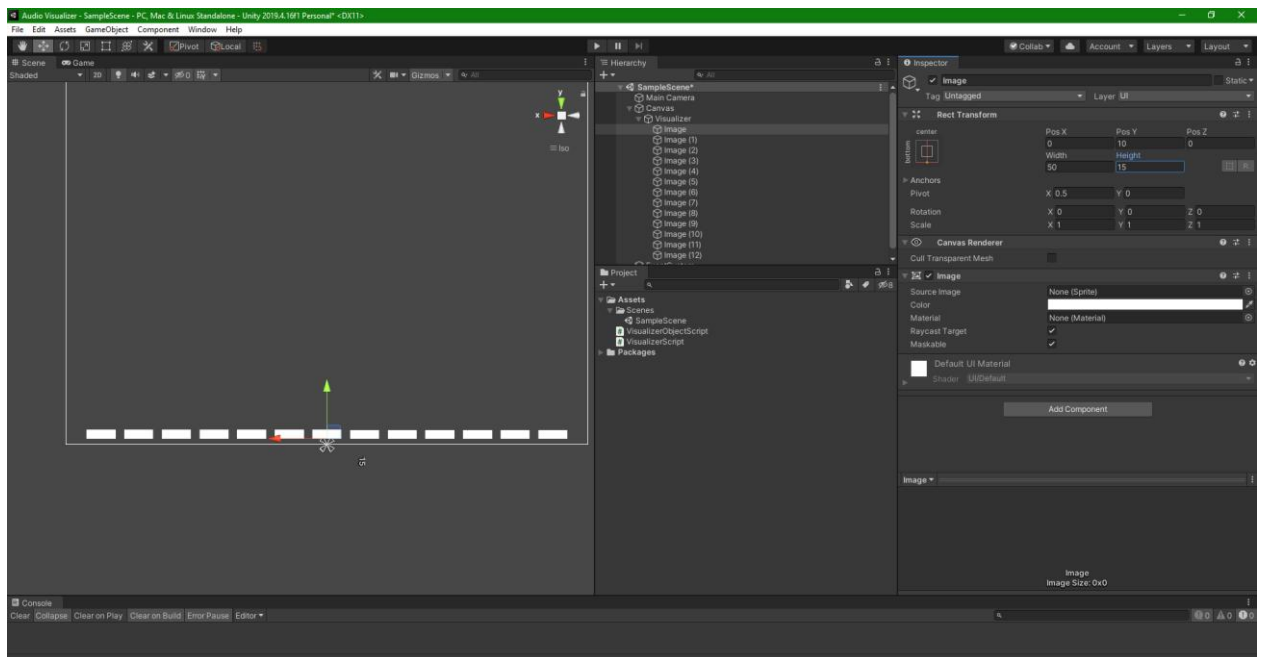 Audio Visualizer - SampleScene - PC, Mac & Linux Standalone - Unity 2019.4.16f1 Personal* <DX11>
File Edit Assets GameObject Component Window Help
Pivot Local
Collab Account Layers Layout
Scene Game
Shaded 2D 0 Gizmos All
y
x
Iso
15
Hierarchy
All
SampleScene*
Main Camera
Canvas
Visualizer
Image
Image (1)
Image (2)
Image (3)
Image (4)
Image (5)
Image (6)
Image (7)
Image (8)
Image (9)
Image (10)
Image (11)
Image (12)
Project
8
Assets
Scenes
SampleScene
VisualizerObjectScript
VisualizerScript
Packages
Inspector
Image Static
Tag Untagged Layer UI
Rect Transform
center
bottom
Pos X Pos Y Pos Z
0 10 0
Width Height
50 15
R
Anchors
Pivot X 0.5 Y 0
Rotation X 0 Y 0 Z 0
Scale X 1 Y 1 Z 1
Canvas Renderer
Cull Transparent Mesh
Image
Source Image None (Sprite)
Color
Material None (Material)
Raycast Target
Maskable
Default UI Material
Shader UI/Default
Add Component
Image
Image
Image Size: 0x0
Console
Clear Collapse Clear on Play Clear on Build Error Pause Editor
0 0 0